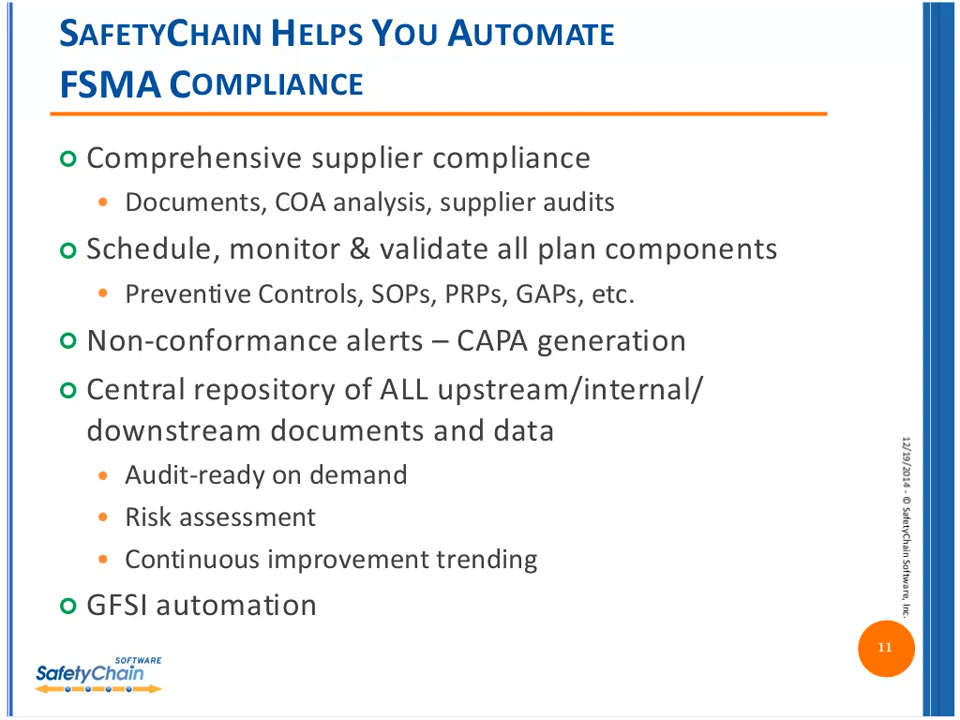 SAFETYCHAIN HELPS YOU AUTOMATE
FSMA COMPLIANCE
Comprehensive supplier compliance
Documents, COA analysis, supplier audits
Schedule, monitor & validate all plan components
Preventive Controls, SOPs, PRPs, GAPs, etc.
Non-conformance alerts – CAPA generation
Central repository of ALL upstream/internal/
downstream documents and data
Audit-ready on demand
Risk assessment
Continuous improvement trending
GFSI automation
12/19/2014 - © SafetyChain Software, Inc.
11
SOFTWARE
SafetyChain